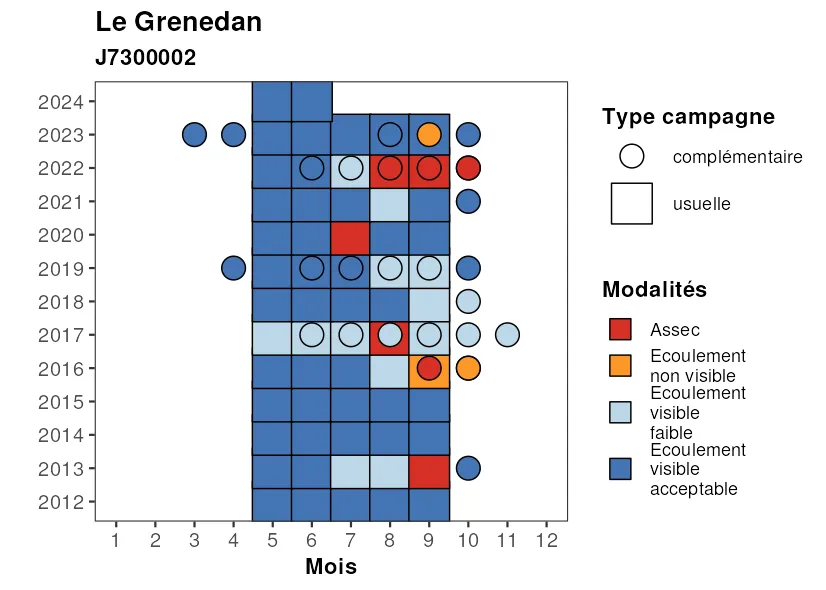 Le Grenedan
J7300002
2024
2023
2022
2021
2020
2019
2018
2017
2016
2015
2014
2013
2012
1 2 3 4 5 6 7 8 9 10 11 12
Mois
Type campagne
complémentaire
usuelle
Modalités
Assec
Ecoulement
non visible
Ecoulement
visible
faible
Ecoulement
visible
acceptable